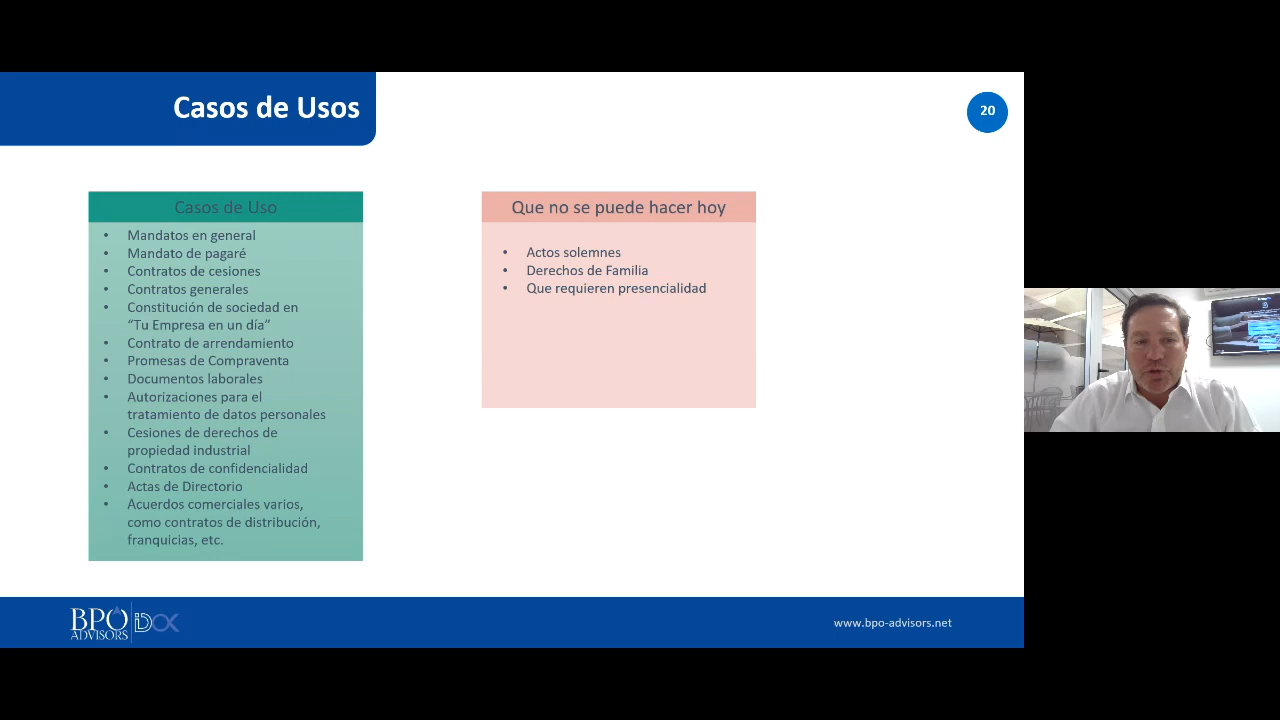 Casos de Usos
20
Casos de Uso
• Mandatos en general
• Mandato de pagaré
• Contratos de cesiones
• Contratos generales
• Constitución de sociedad en
“Tu Empresa en un día”
• Contrato de arrendamiento
• Promesas de Compraventa
• Documentos laborales
• Autorizaciones para el
tratamiento de datos personales
• Cesiones de derechos de
propiedad industrial
• Contratos de confidencialidad
• Actas de Directorio
• Acuerdos comerciales varios,
como contratos de distribución,
franquicias, etc.
Que no se puede hacer hoy
• Actos solemnes
• Derechos de Familia
• Que requieren presencialidad
BPO
ADVISORS
IDOX
www.bpo-advisors.net